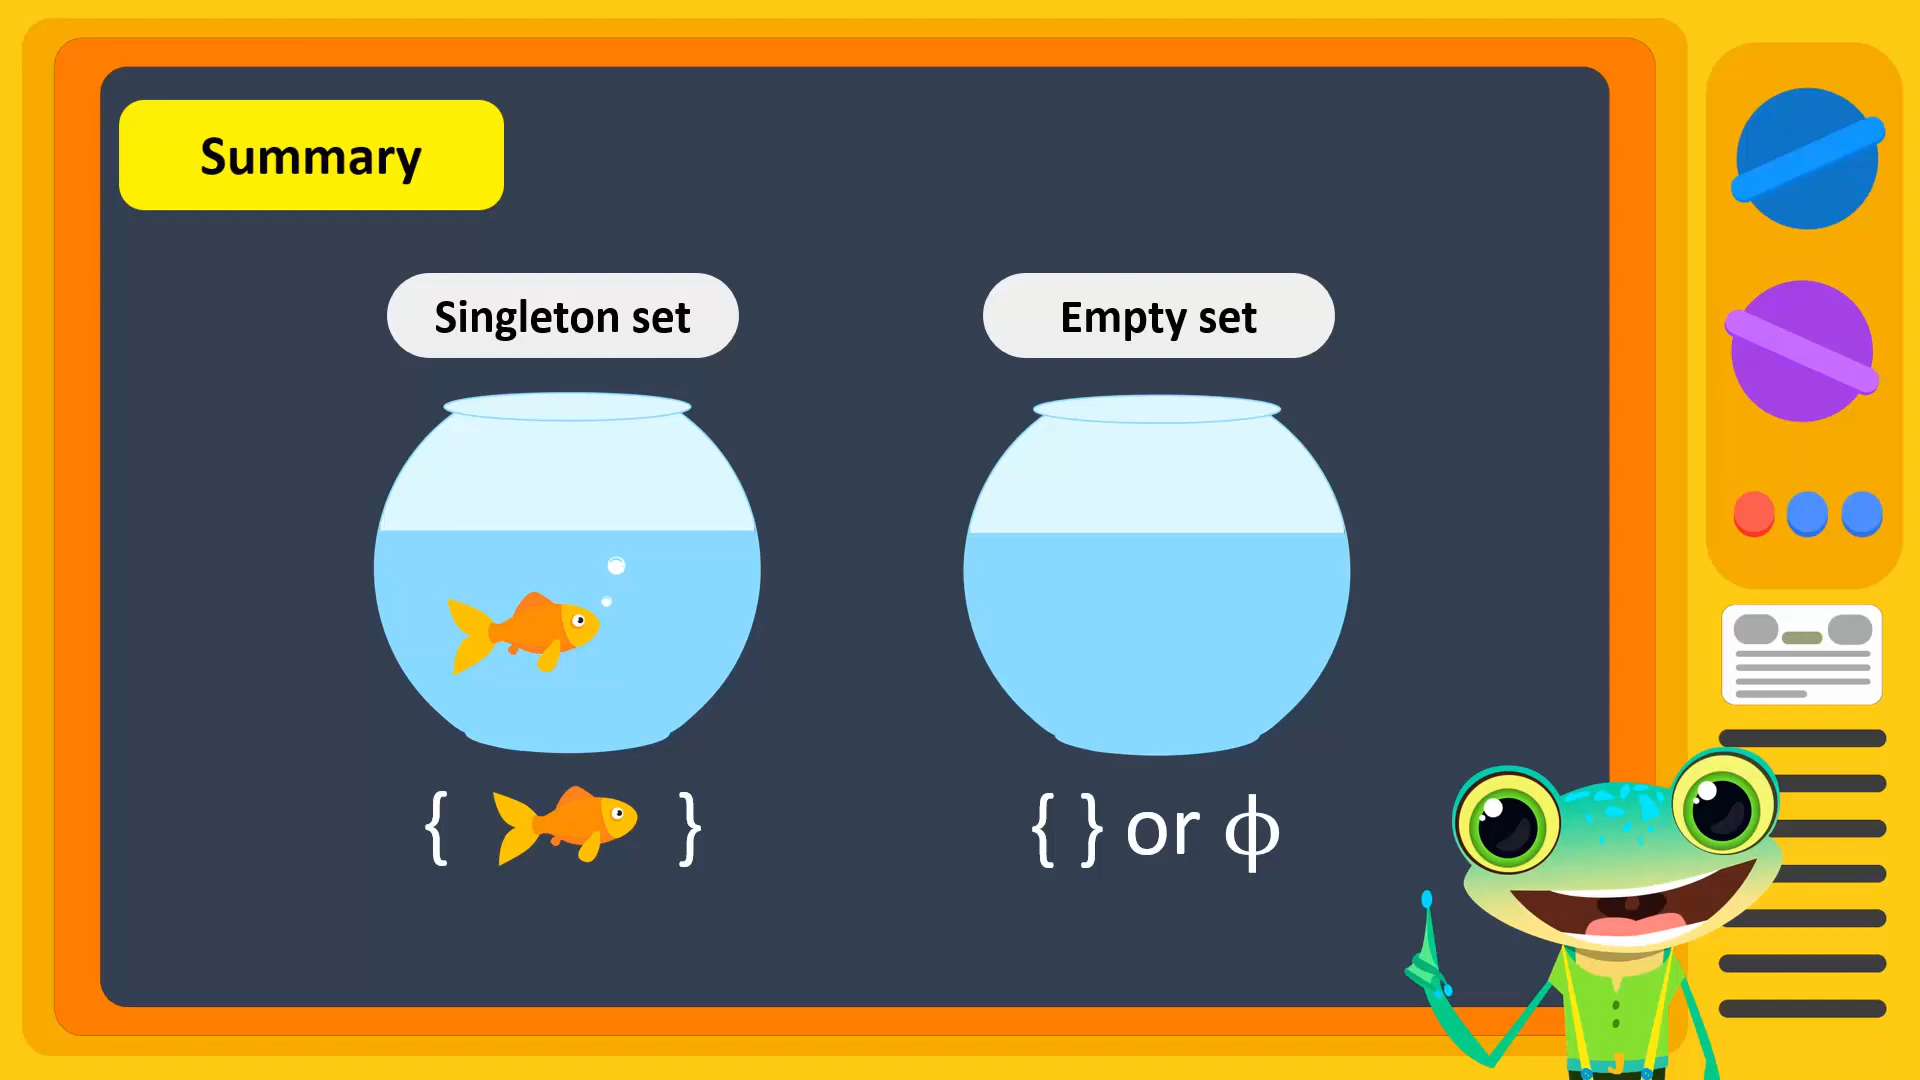 Summary
Singleton set
Empty set
{ }
{ } or ϕ